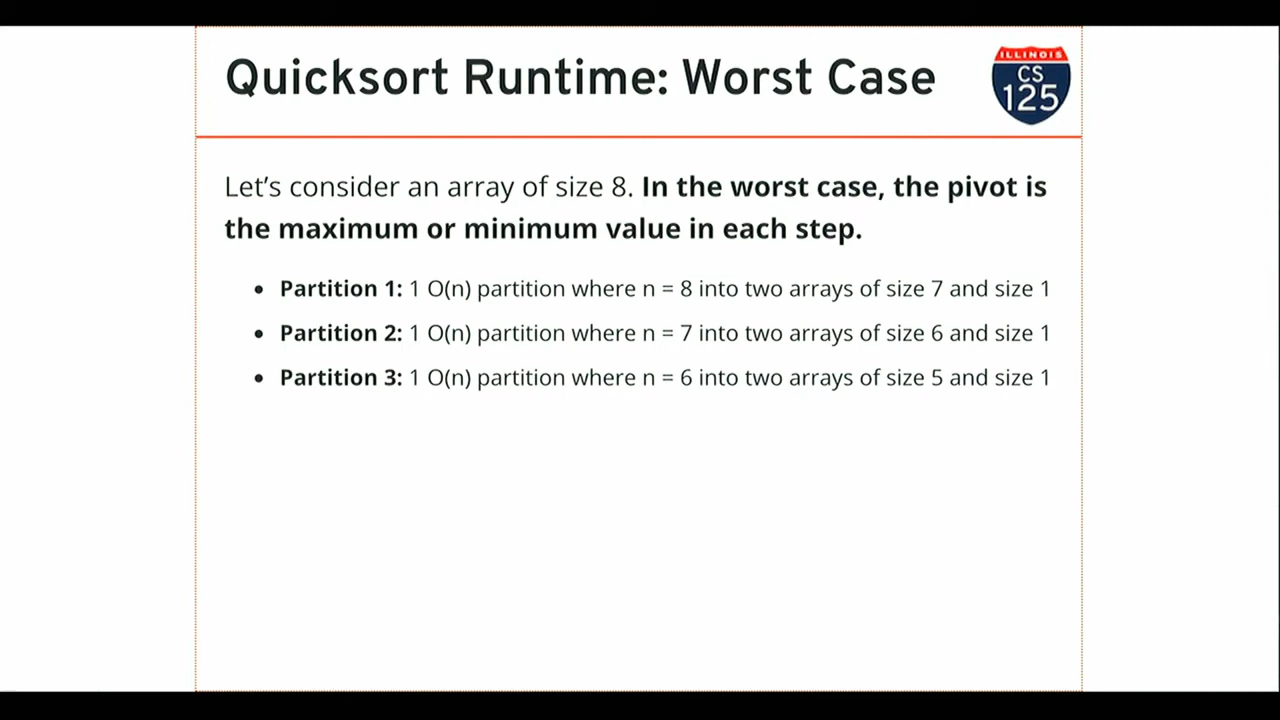 Quicksort Runtime: Worst Case
ILLINOIS
CS
125
Let’s consider an array of size 8. In the worst case, the pivot is
the maximum or minimum value in each step.
• Partition 1: 1 O(n) partition where n = 8 into two arrays of size 7 and size 1
• Partition 2: 1 O(n) partition where n = 7 into two arrays of size 6 and size 1
• Partition 3: 1 O(n) partition where n = 6 into two arrays of size 5 and size 1